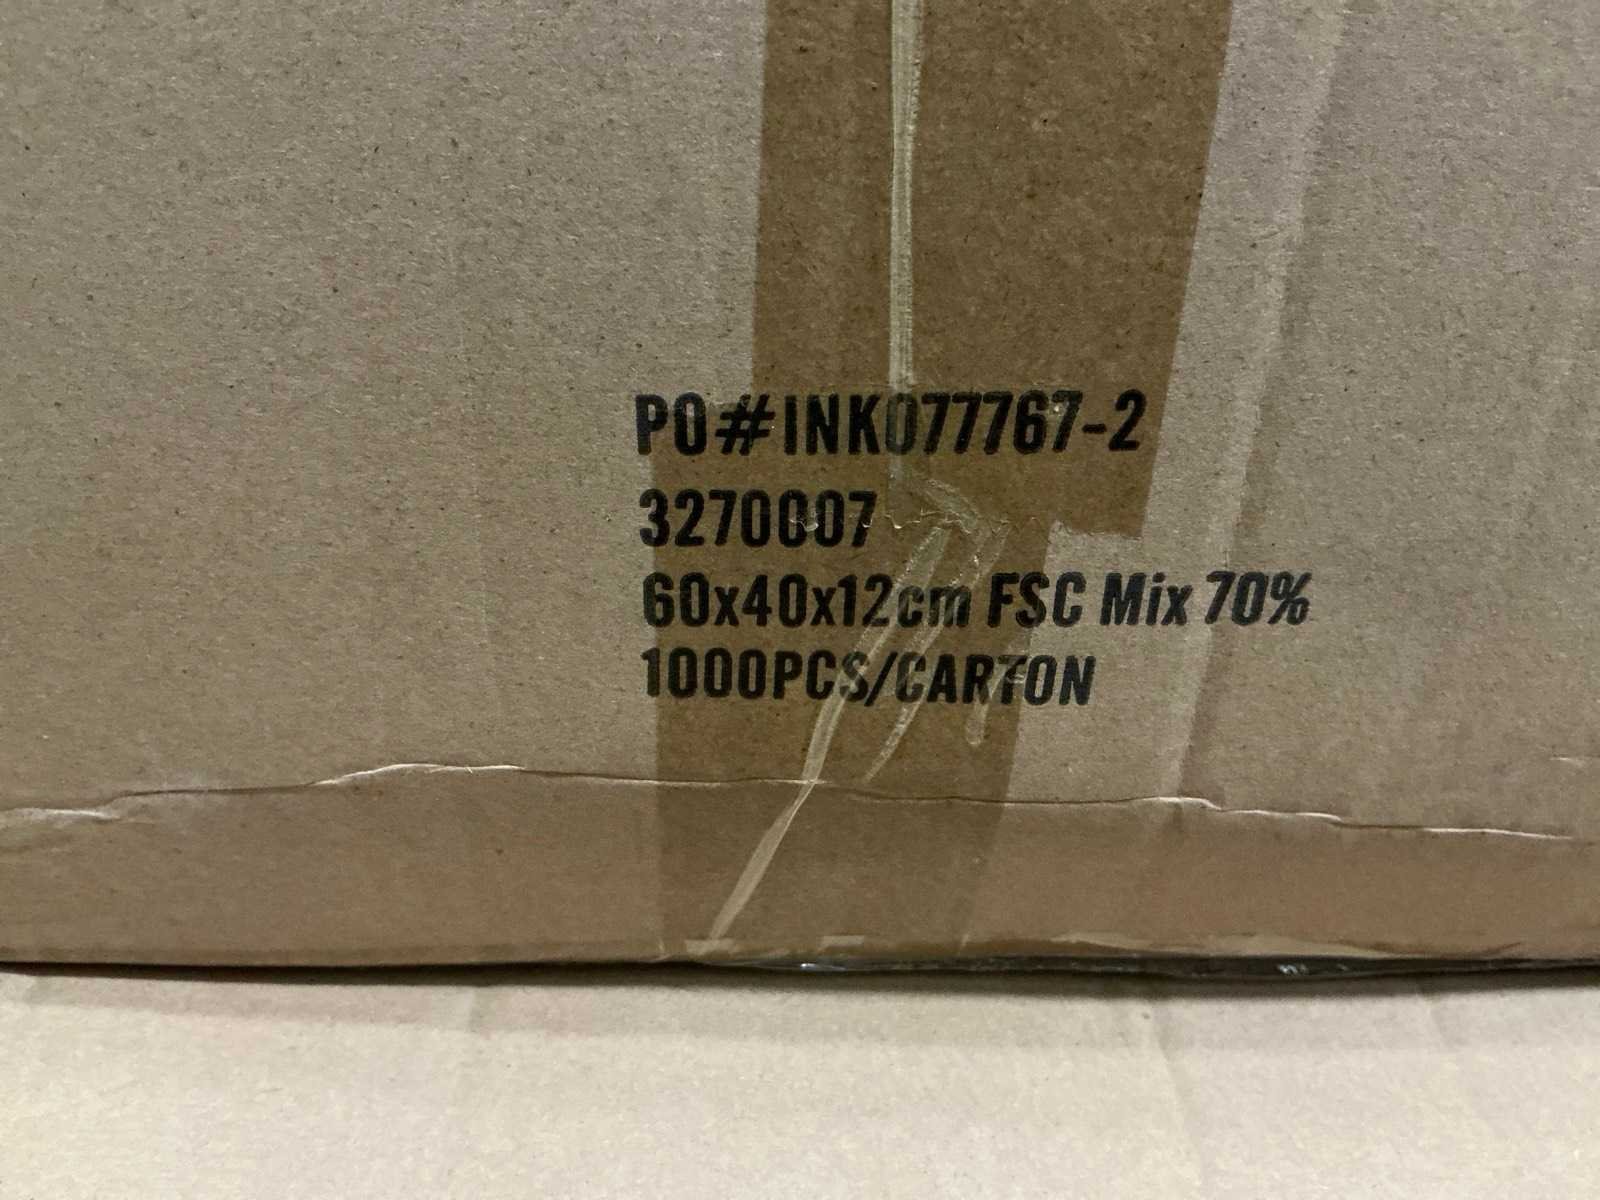 PO#INK077767-2
3270007
60x40x12cm FSC Mix 70%
1000PCS/CARTON